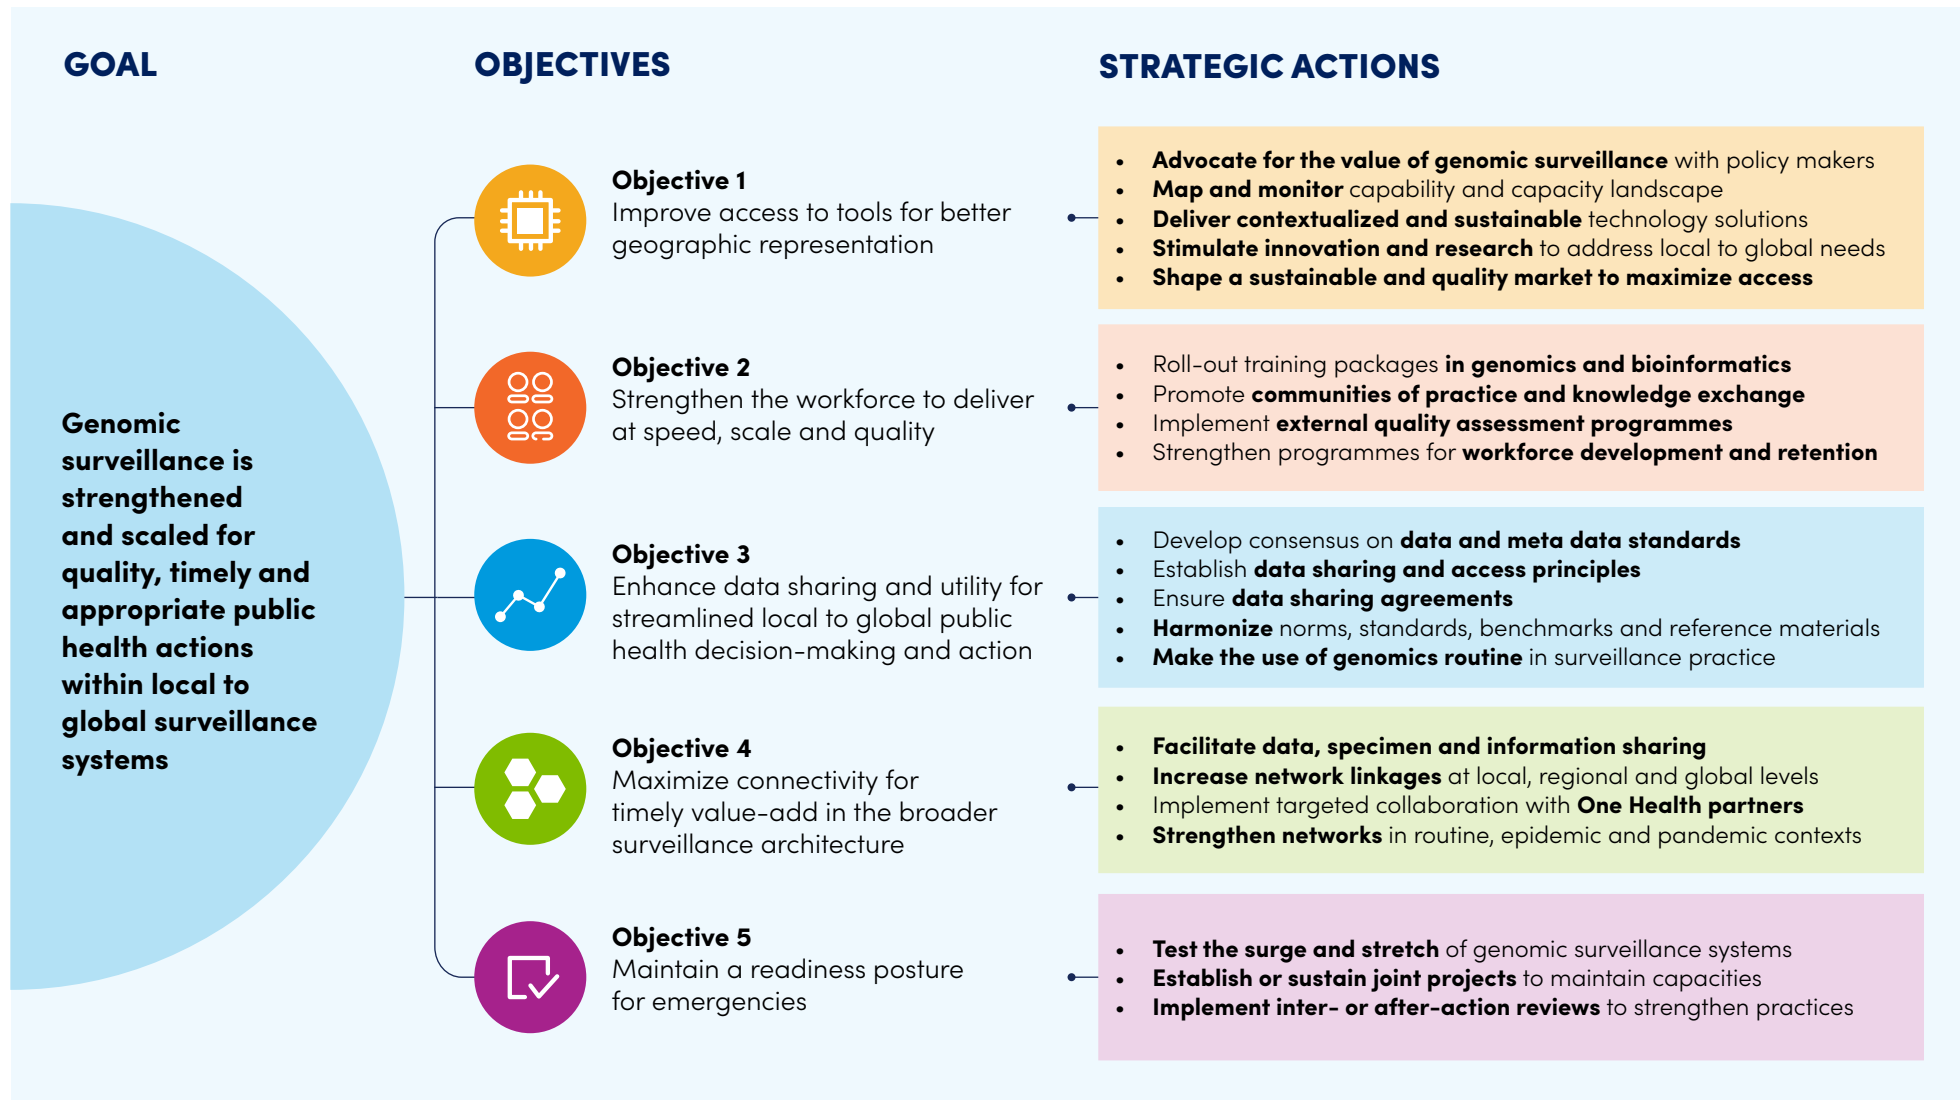 GOAL
OBJECTIVES
STRATEGIC ACTIONS
Genomic
surveillance is
strengthened
and scaled for
quality, timely and
appropriate public
health actions
within local to
global surveillance
systems
Objective 1
Improve access to tools for better
geographic representation
• Advocate for the value of genomic surveillance with policy makers
• Map and monitor capability and capacity landscape
• Deliver contextualized and sustainable technology solutions
• Stimulate innovation and research to address local to global needs
• Shape a sustainable and quality market to maximize access
Objective 2
Strengthen the workforce to deliver
at speed, scale and quality
• Roll-out training packages in genomics and bioinformatics
• Promote communities of practice and knowledge exchange
• Implement external quality assessment programmes
• Strengthen programmes for workforce development and retention
Objective 3
Enhance data sharing and utility for
streamlined local to global public
health decision-making and action
• Develop consensus on data and meta data standards
• Establish data sharing and access principles
• Ensure data sharing agreements
• Harmonize norms, standards, benchmarks and reference materials
• Make the use of genomics routine in surveillance practice
Objective 4
Maximize connectivity for
timely value-add in the broader
surveillance architecture
• Facilitate data, specimen and information sharing
• Increase network linkages at local, regional and global levels
• Implement targeted collaboration with One Health partners
• Strengthen networks in routine, epidemic and pandemic contexts
Objective 5
Maintain a readiness posture
for emergencies
• Test the surge and stretch of genomic surveillance systems
• Establish or sustain joint projects to maintain capacities
• Implement inter- or after-action reviews to strengthen practices